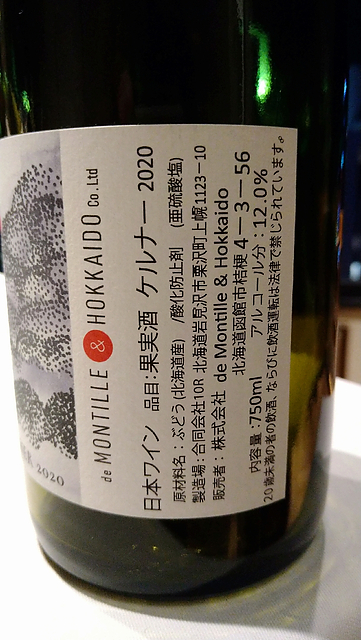 de MONTILLE & HOKKAIDO Co., Ltd
日本ワイン 品目:果実酒 ケルナー 2020
原材料名:ぶどう(北海道産)/酸化防止剤(亜硫酸塩)
製造場:合同会社10R 北海道岩見沢市栗沢町上幌1123-10
販売者:株式会社 de Montille & Hokkaido
北海道函館市桔梗4-3-56
内容量:750ml アルコール分:12.0%
20歳未満の者の飲酒、ならびに飲酒運転は法律で禁じられています。
2020